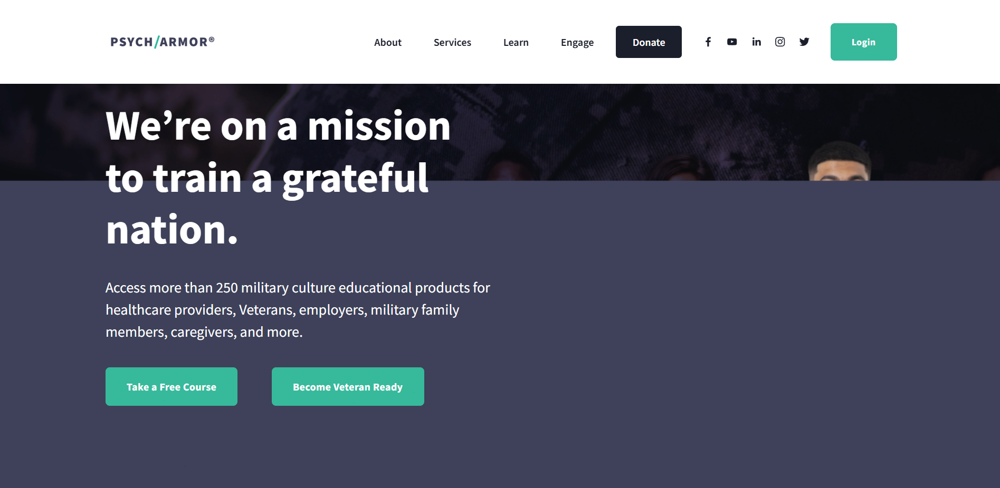 PSYCH/ARMOR®
About Services Learn Engage Donate Login
We’re on a mission
to train a grateful
nation.
Access more than 250 military culture educational products for
healthcare providers, Veterans, employers, military family
members, caregivers, and more.
Take a Free Course Become Veteran Ready